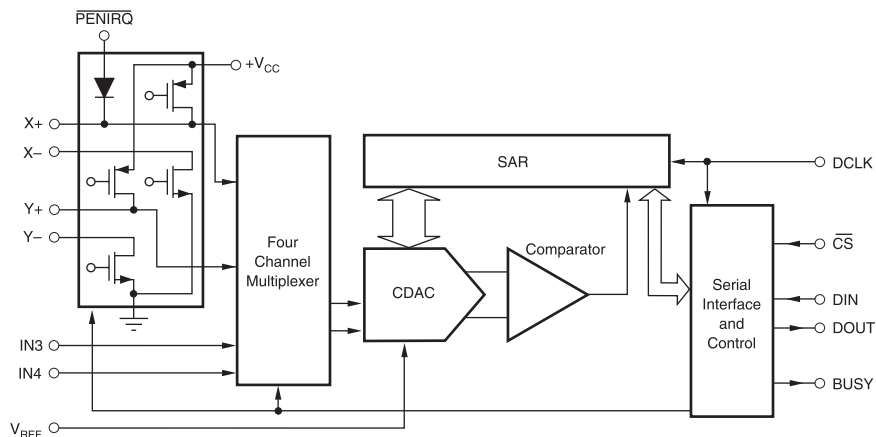 PENIRQ
+VCC
X+
X–
Y+
Y–
IN3
IN4
VREF
Four
Channel
Multiplexer
SAR
CDAC
Comparator
Serial
Interface
and
Control
DCLK
CS
DIN
DOUT
BUSY